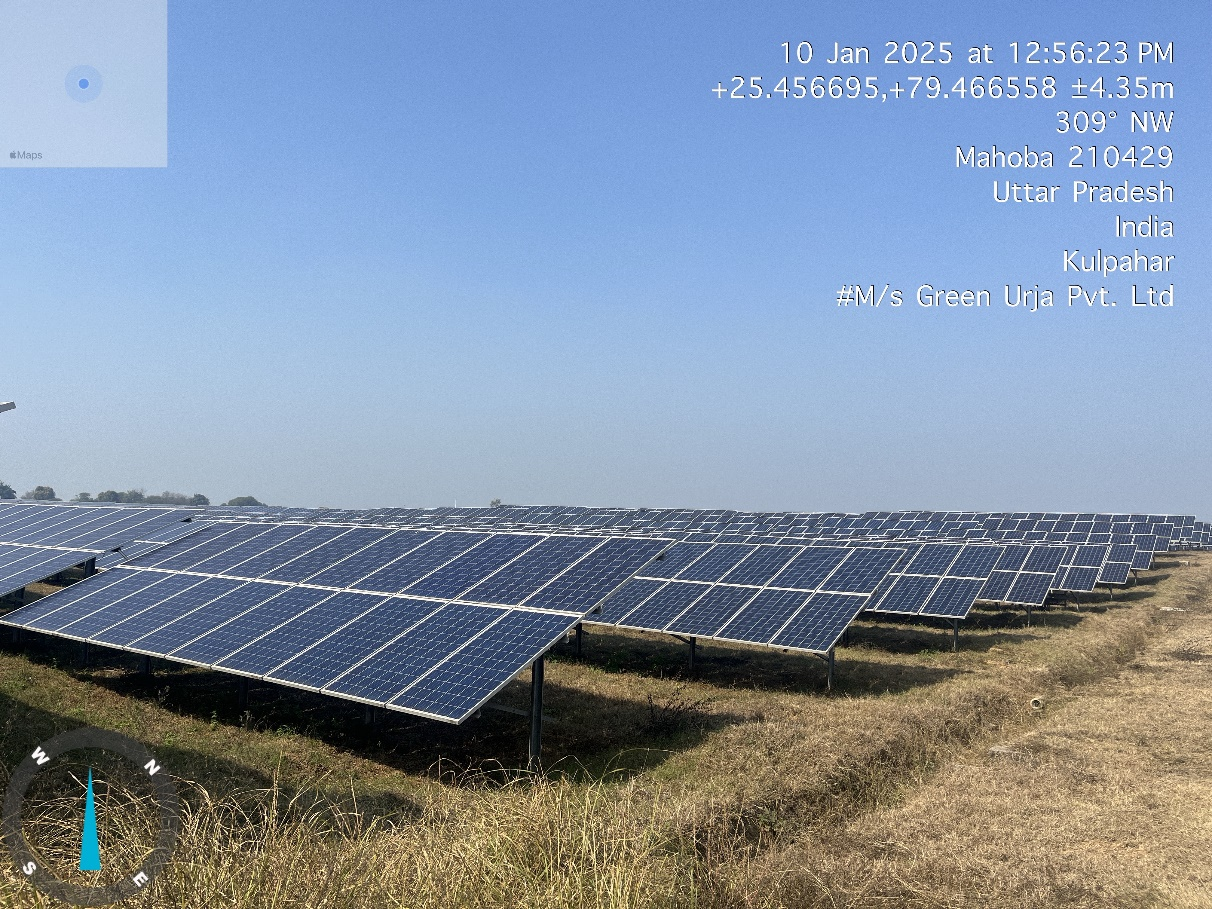 Maps
10 Jan 2025 at 12:56:23 PM
+25.456695,+79.466558 ±4.35m
309° NW
Mahoba 210429
Uttar Pradesh
India
Kulpahar
#M/s Green Urja Pvt. Ltd
W
N
S
E